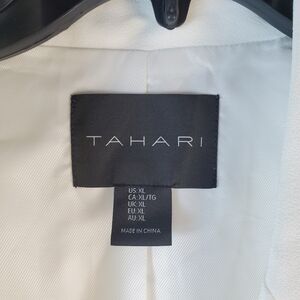 TAHARI
US: XL
CA: XL/TG
UK: XL
EU: XL
AU: XL
MADE IN CHINA